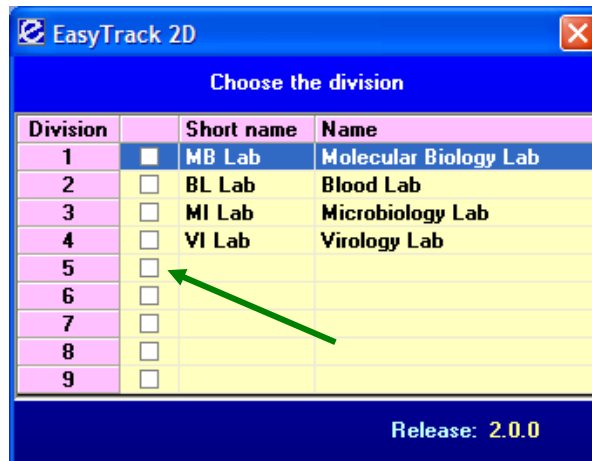 EasyTrack 2D
Choose the division
Division Short name Name
1 MB Lab Molecular Biology Lab
2 BL Lab Blood Lab
3 MI Lab Microbiology Lab
4 VI Lab Virology Lab
5
6
7
8
9
Release: 2.0.0